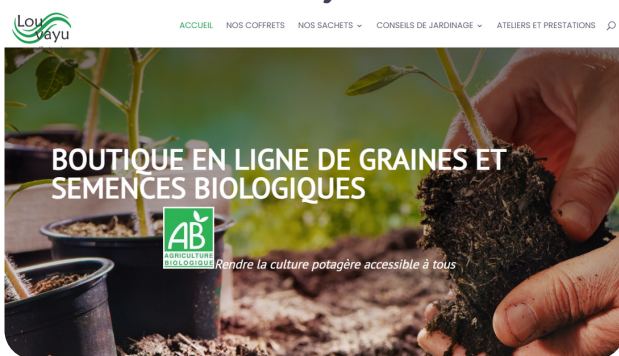 Lou
Vayu
ACCUEIL NOS COFFRETS NOS SACHETS CONSEILS DE JARDINAGE ATELIERS ET PRESTATIONS
BOUTIQUE EN LIGNE DE GRAINES ET
SEMENCES BIOLOGIQUES
AB
AGRICULTURE
BIOLOGIQUE
Rendre la culture potagère accessible à tous